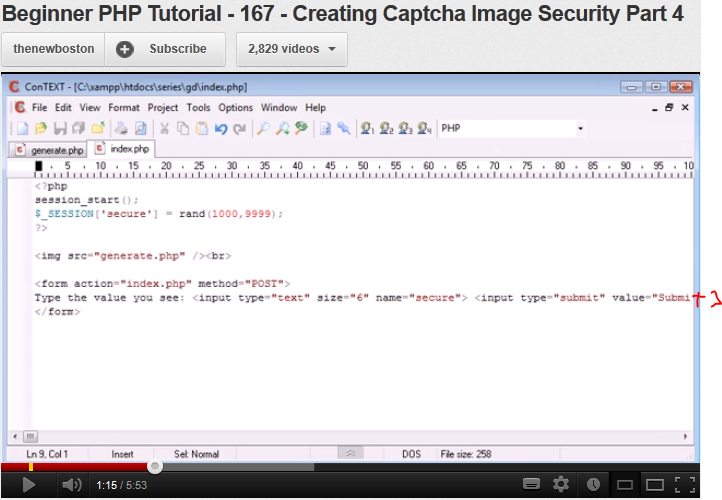 Beginner PHP Tutorial - 167 - Creating Captcha Image Security Part 4
thenewboston Subscribe 2,829 videos
ConTEXT - [C:\xampp\htdocs\series\gd\index.php]
File Edit View Format Project Tools Options Window Help
PHP
generate.php index.php
5 10 15 20 25 30 35 40 45 50 55 60 65 70 75 80 85 90 95 10
<?php
session_start();
$_SESSION['secure'] = rand(1000,9999);
?>
<img src="generate.php" /><br>
<form action="index.php" method="POST">
Type the value you see: <input type="text" size="6" name="secure"> <input type="submit" value="Submit
</form>
Ln 9, Col 1 Insert Sel: Normal DOS File size: 258
1:15 / 5:53